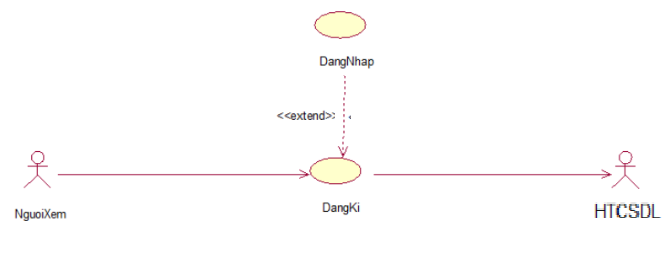 DangNhap
<<extend>>
NguoiXem
DangKi
HTCSDL